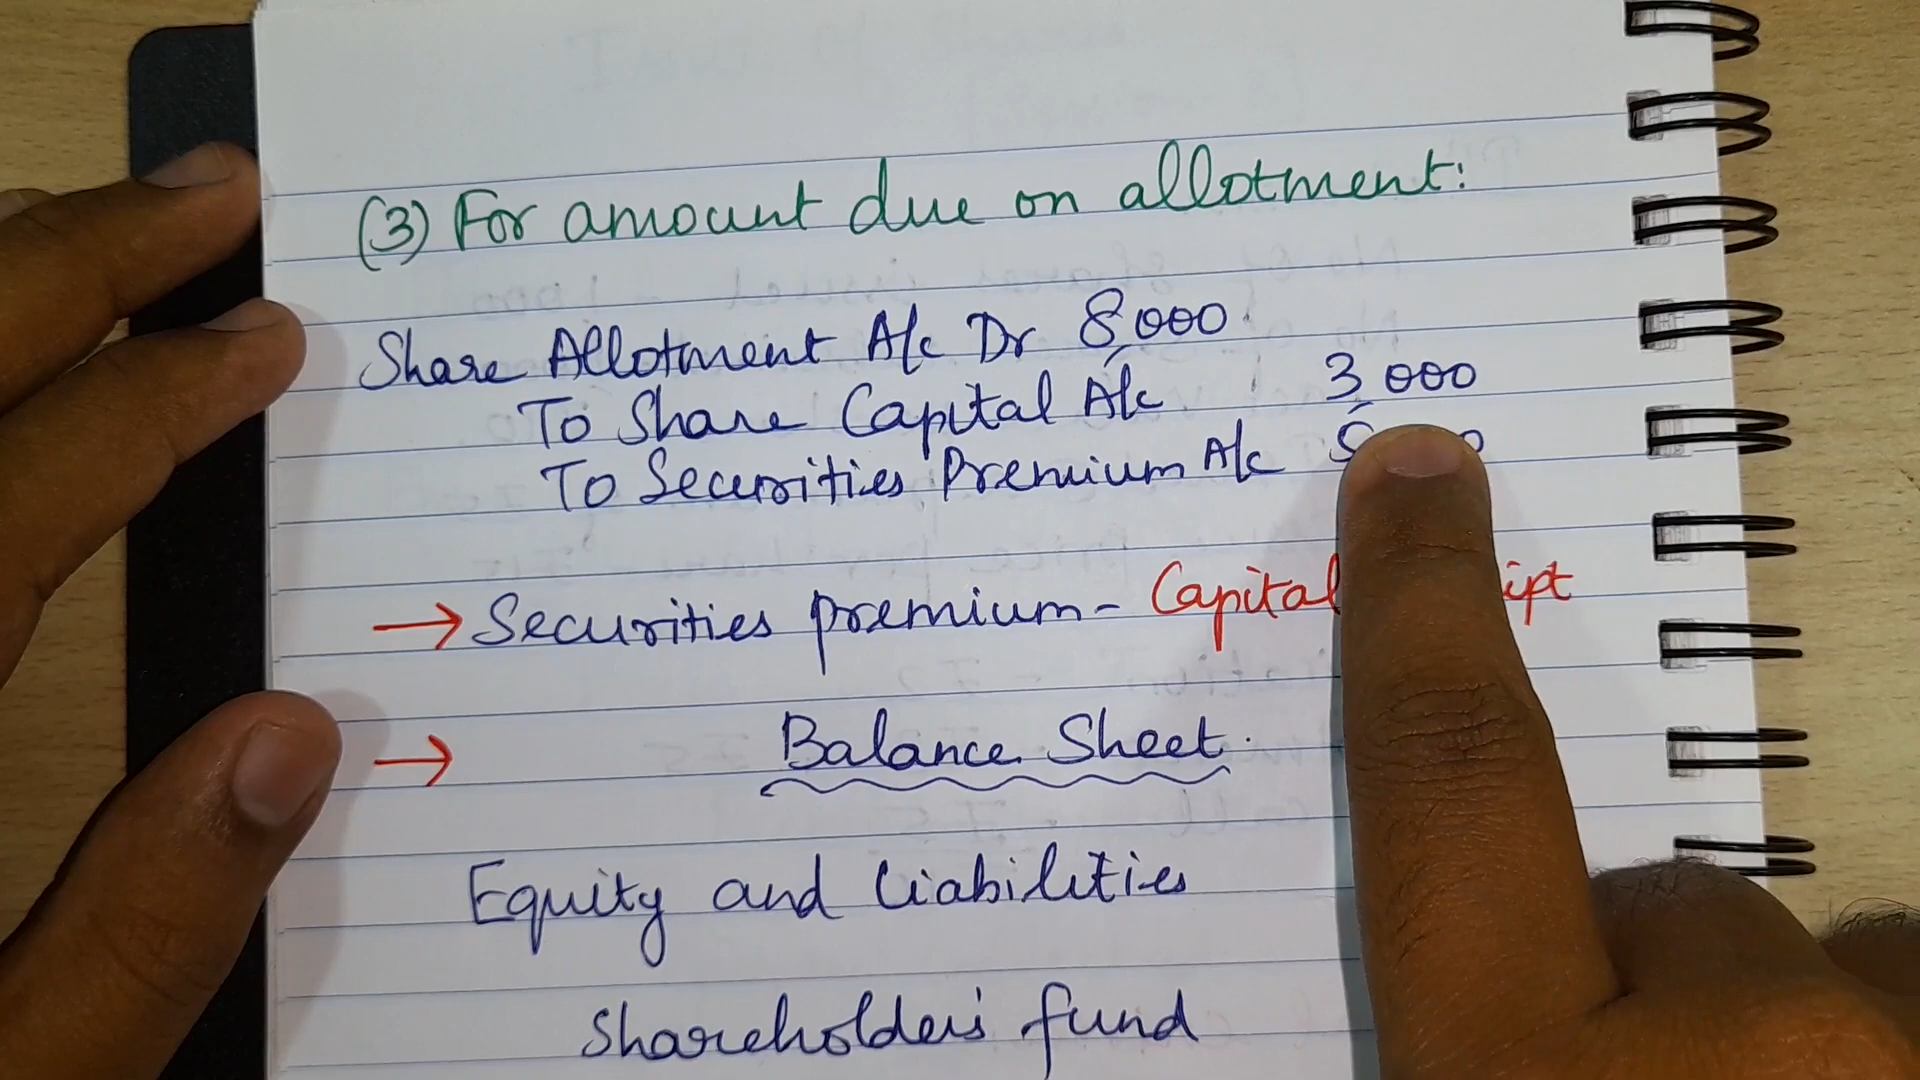 (3) For amount due on allotment:
Share Allotment A/c Dr 8,000
To Share Capital A/c 3,000
To Securities Premium A/c
→ Securities premium - Capital
→ Balance Sheet.
Equity and Liabilities
Shareholders' fund